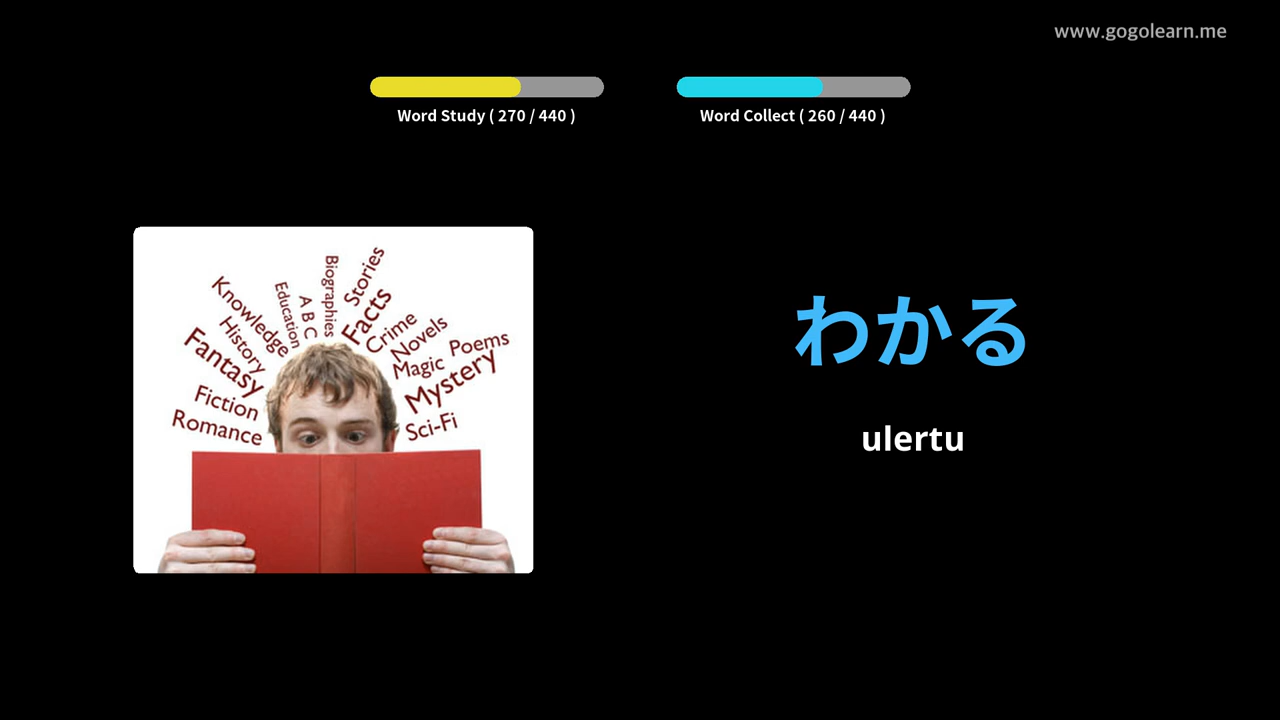 www.gogolearn.me
Word Study ( 270 / 440 )
Word Collect ( 260 / 440 )
Biographies
Stories
Education
A B C
Facts
Knowledge
Crime
History
Novels
Poems
Fantasy
Magic
Mystery
Fiction
Romance
Sci-Fi
わかる
ulertu